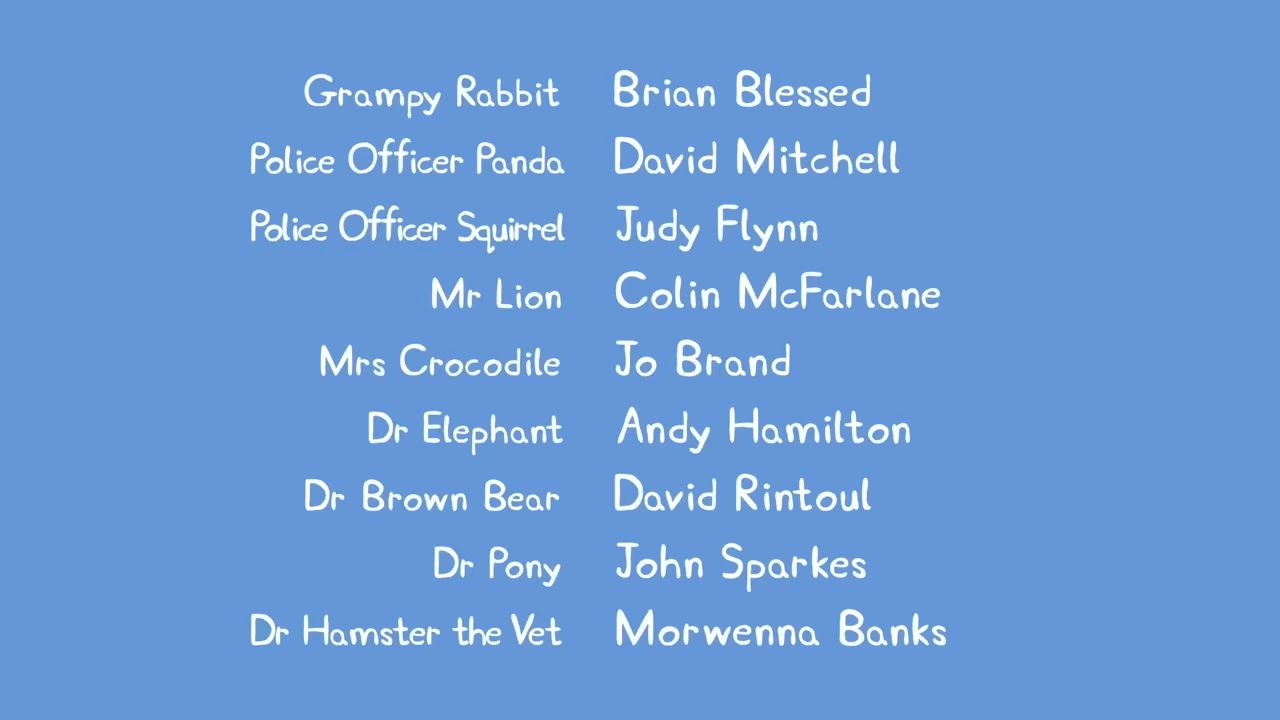 Grampy Rabbit Brian Blessed
Police Officer Panda David Mitchell
Police Officer Squirrel Judy Flynn
Mr Lion Colin McFarlane
Mrs Crocodile Jo Brand
Dr Elephant Andy Hamilton
Dr Brown Bear David Rintoul
Dr Pony John Sparkes
Dr Hamster the Vet Morwenna Banks